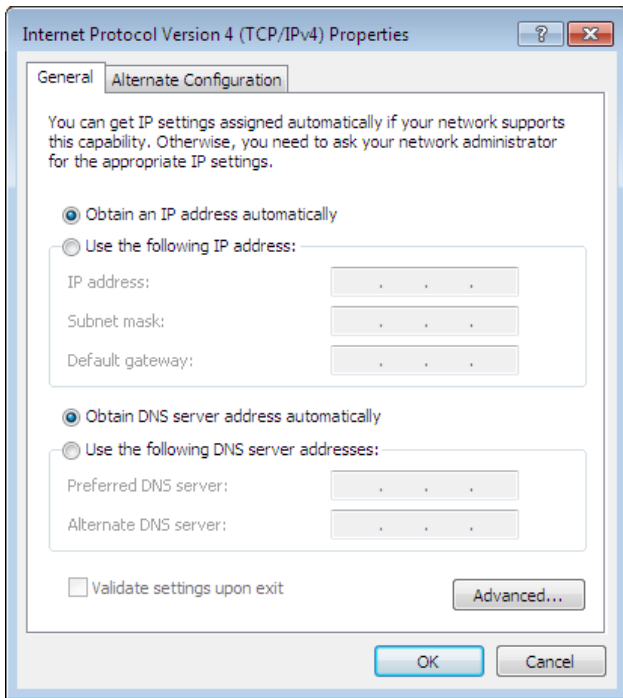 Internet Protocol Version 4 (TCP/IPv4) Properties
?
General
Alternate Configuration
You can get IP settings assigned automatically if your network supports
this capability. Otherwise, you need to ask your network administrator
for the appropriate IP settings.
Obtain an IP address automatically
Use the following IP address:
IP address:
. . .
Subnet mask:
. . .
Default gateway:
. . .
Obtain DNS server address automatically
Use the following DNS server addresses:
Preferred DNS server:
. . .
Alternate DNS server:
. . .
Validate settings upon exit
Advanced...
OK
Cancel